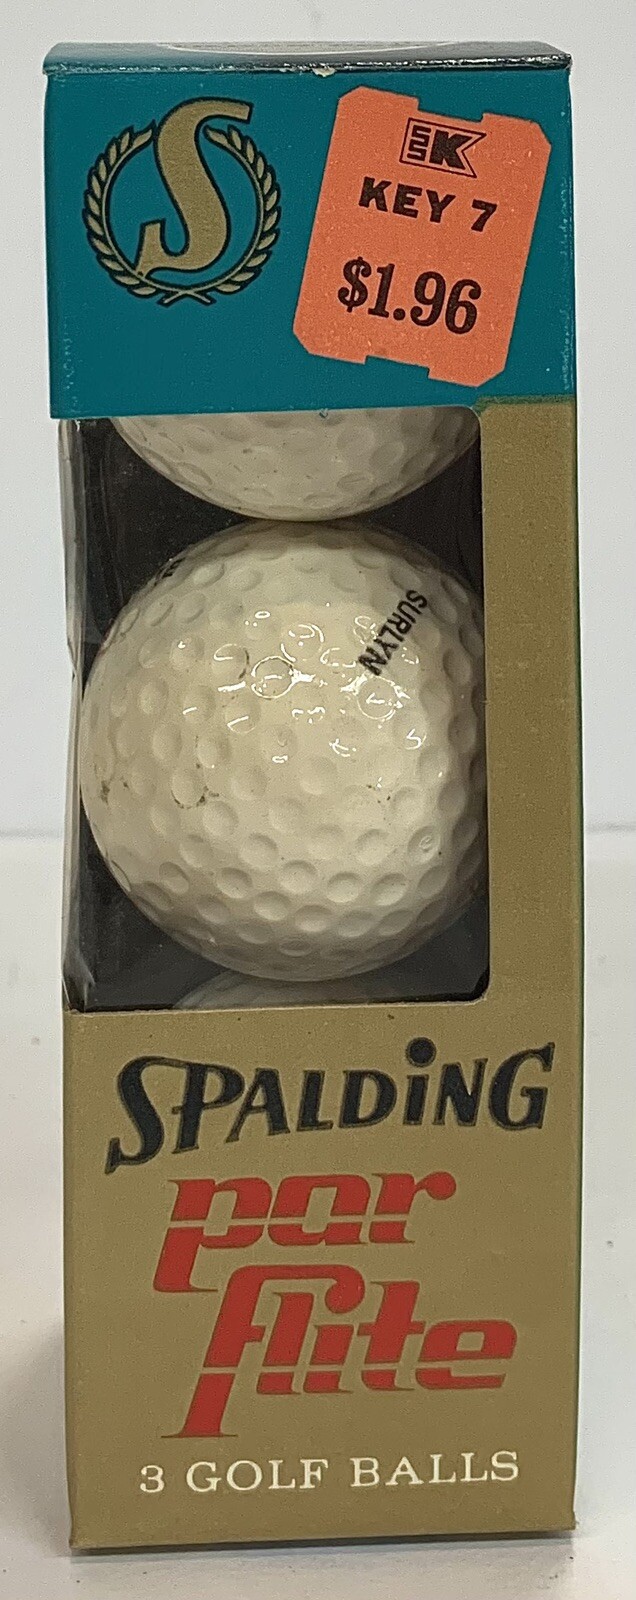 S
K
KEY 7
$1.96
SURLYN
SPALDiNG
par
flite
3 GOLF BALLS